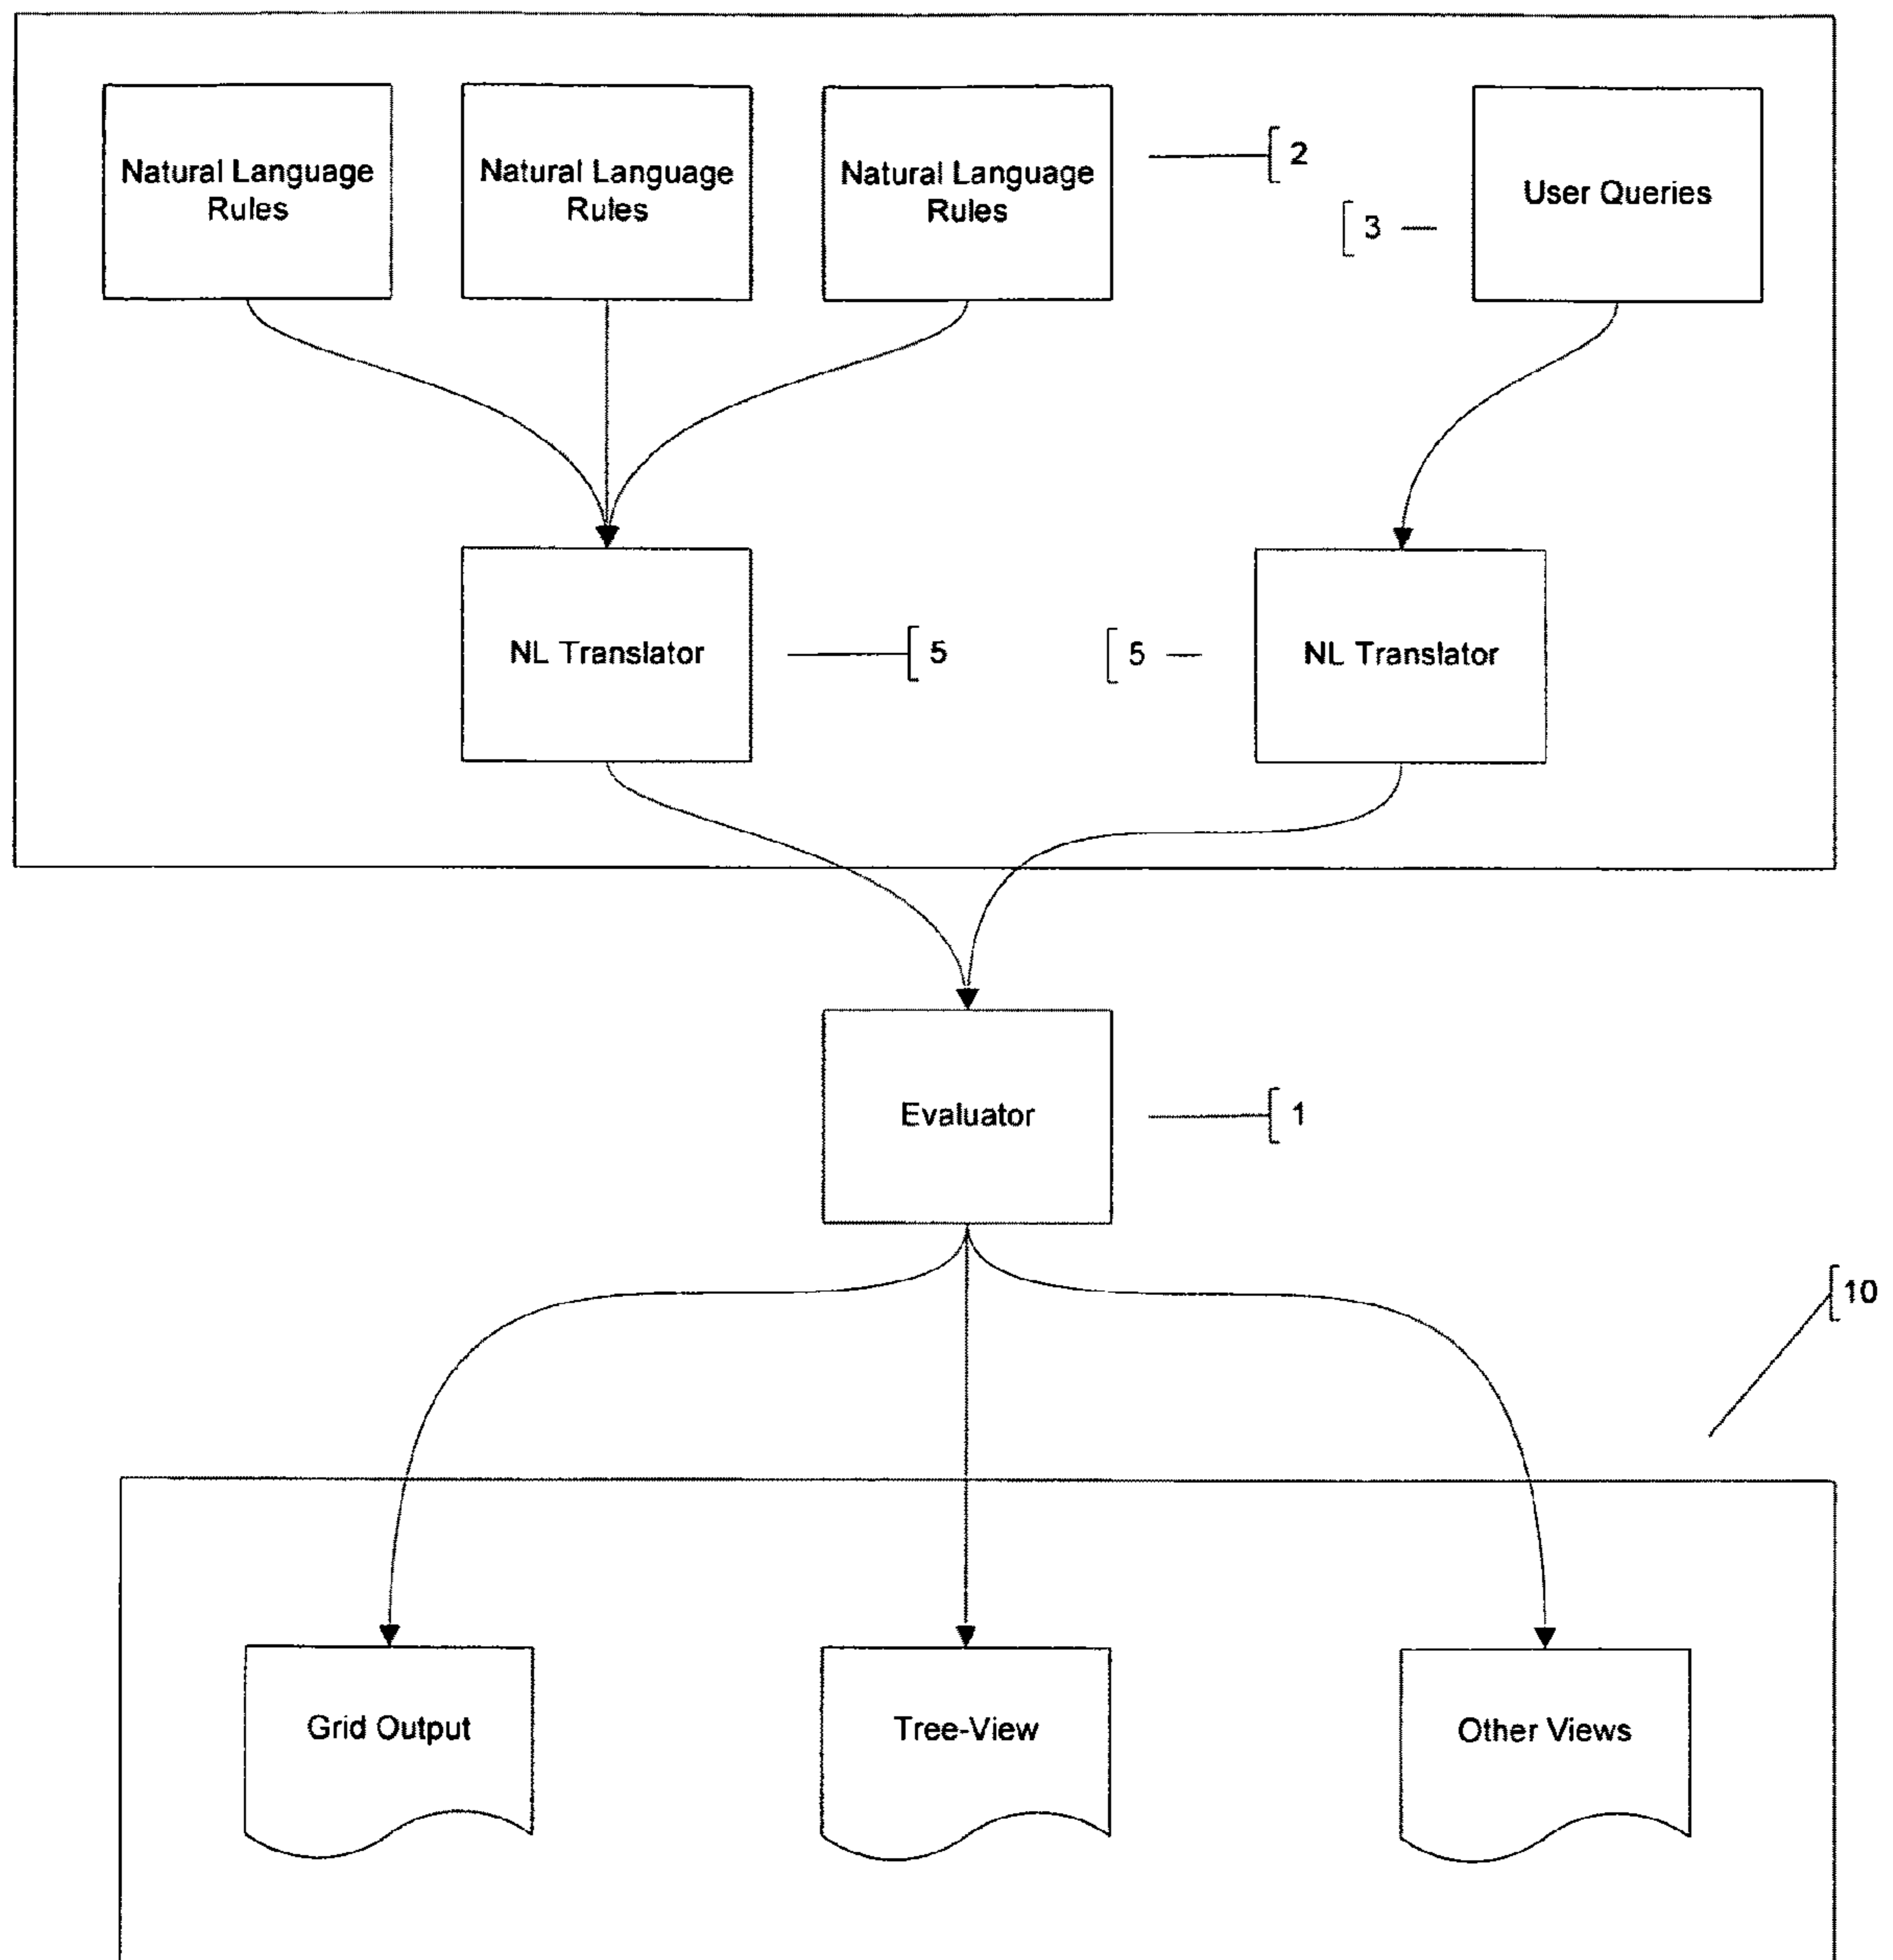 Natural Language
Rules
Natural Language
Rules
Natural Language
Rules
2
User Queries
3
NL Translator
5
5
NL Translator
Evaluator
1
10
Grid Output
Tree-View
Other Views